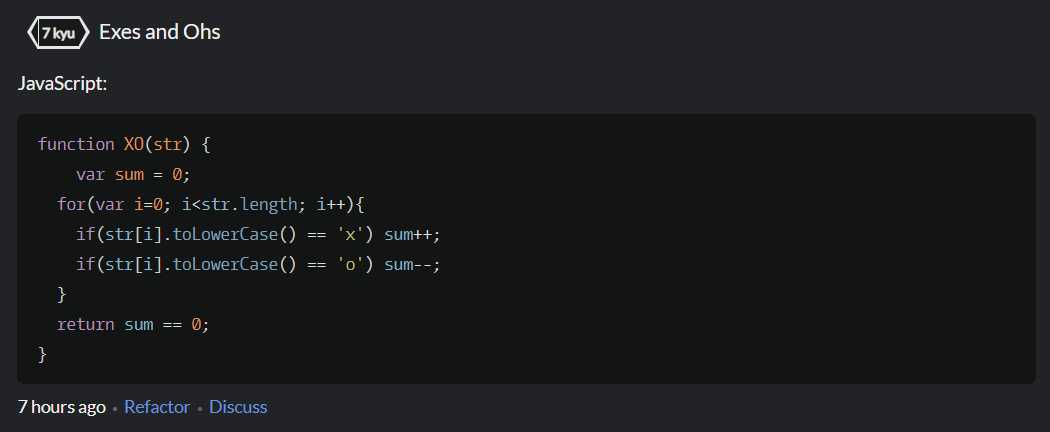 7 kyu Exes and Ohs
JavaScript:
function XO(str) {
    var sum = 0;
  for(var i=0; i<str.length; i++){
    if(str[i].toLowerCase() == 'x') sum++;
    if(str[i].toLowerCase() == 'o') sum--;
  }
  return sum == 0;
}
7 hours ago • Refactor • Discuss